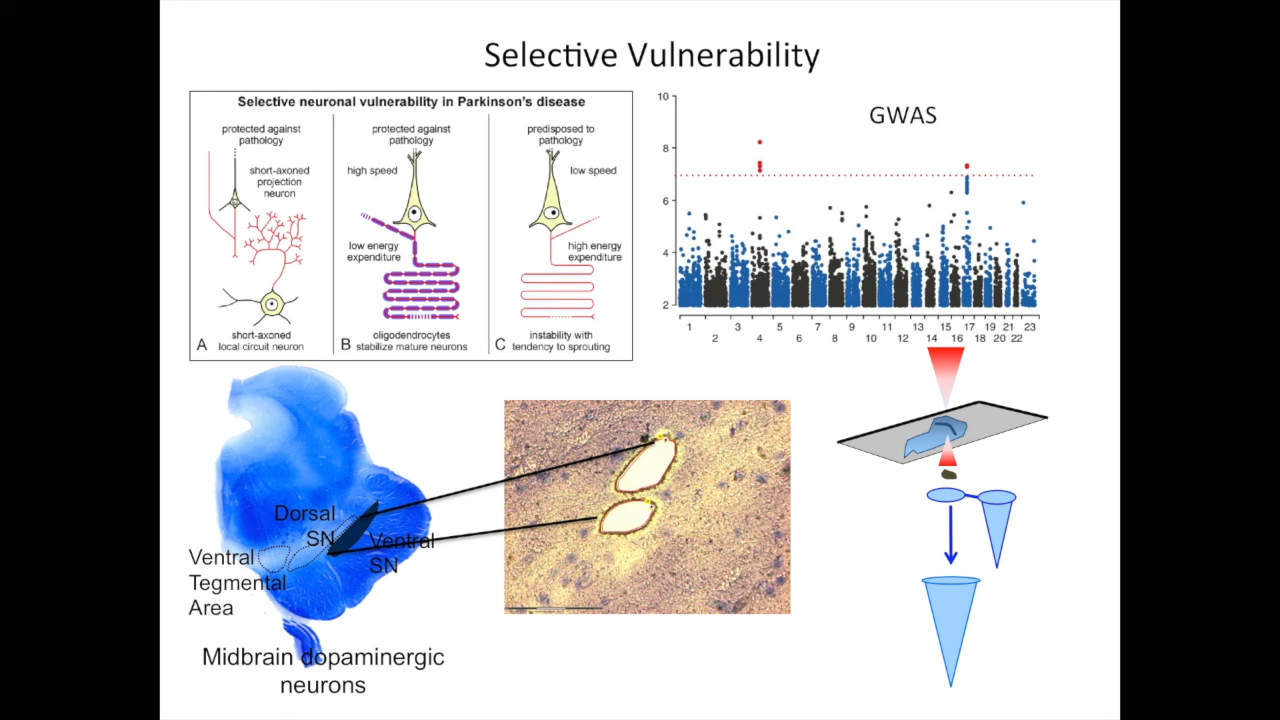 Selective Vulnerability
Selective neuronal vulnerability in Parkinson's disease
protected against
pathology
short-axoned
projection
neuron
A
short-axoned
local circuit neuron
protected against
pathology
high speed
low energy
expenditure
B
oligodendrocytes
stabilize mature neurons
predisposed to
pathology
low speed
high energy
expenditure
C
instability with
tendency to sprouting
GWAS
10
8
6
4
2
1 3 5 7 9 11 13 15 17 19 21 23
2 4 6 8 10 12 14 16 18 20 22
Dorsal
SN
Ventral
SN
Ventral
Tegmental
Area
Midbrain dopaminergic
neurons